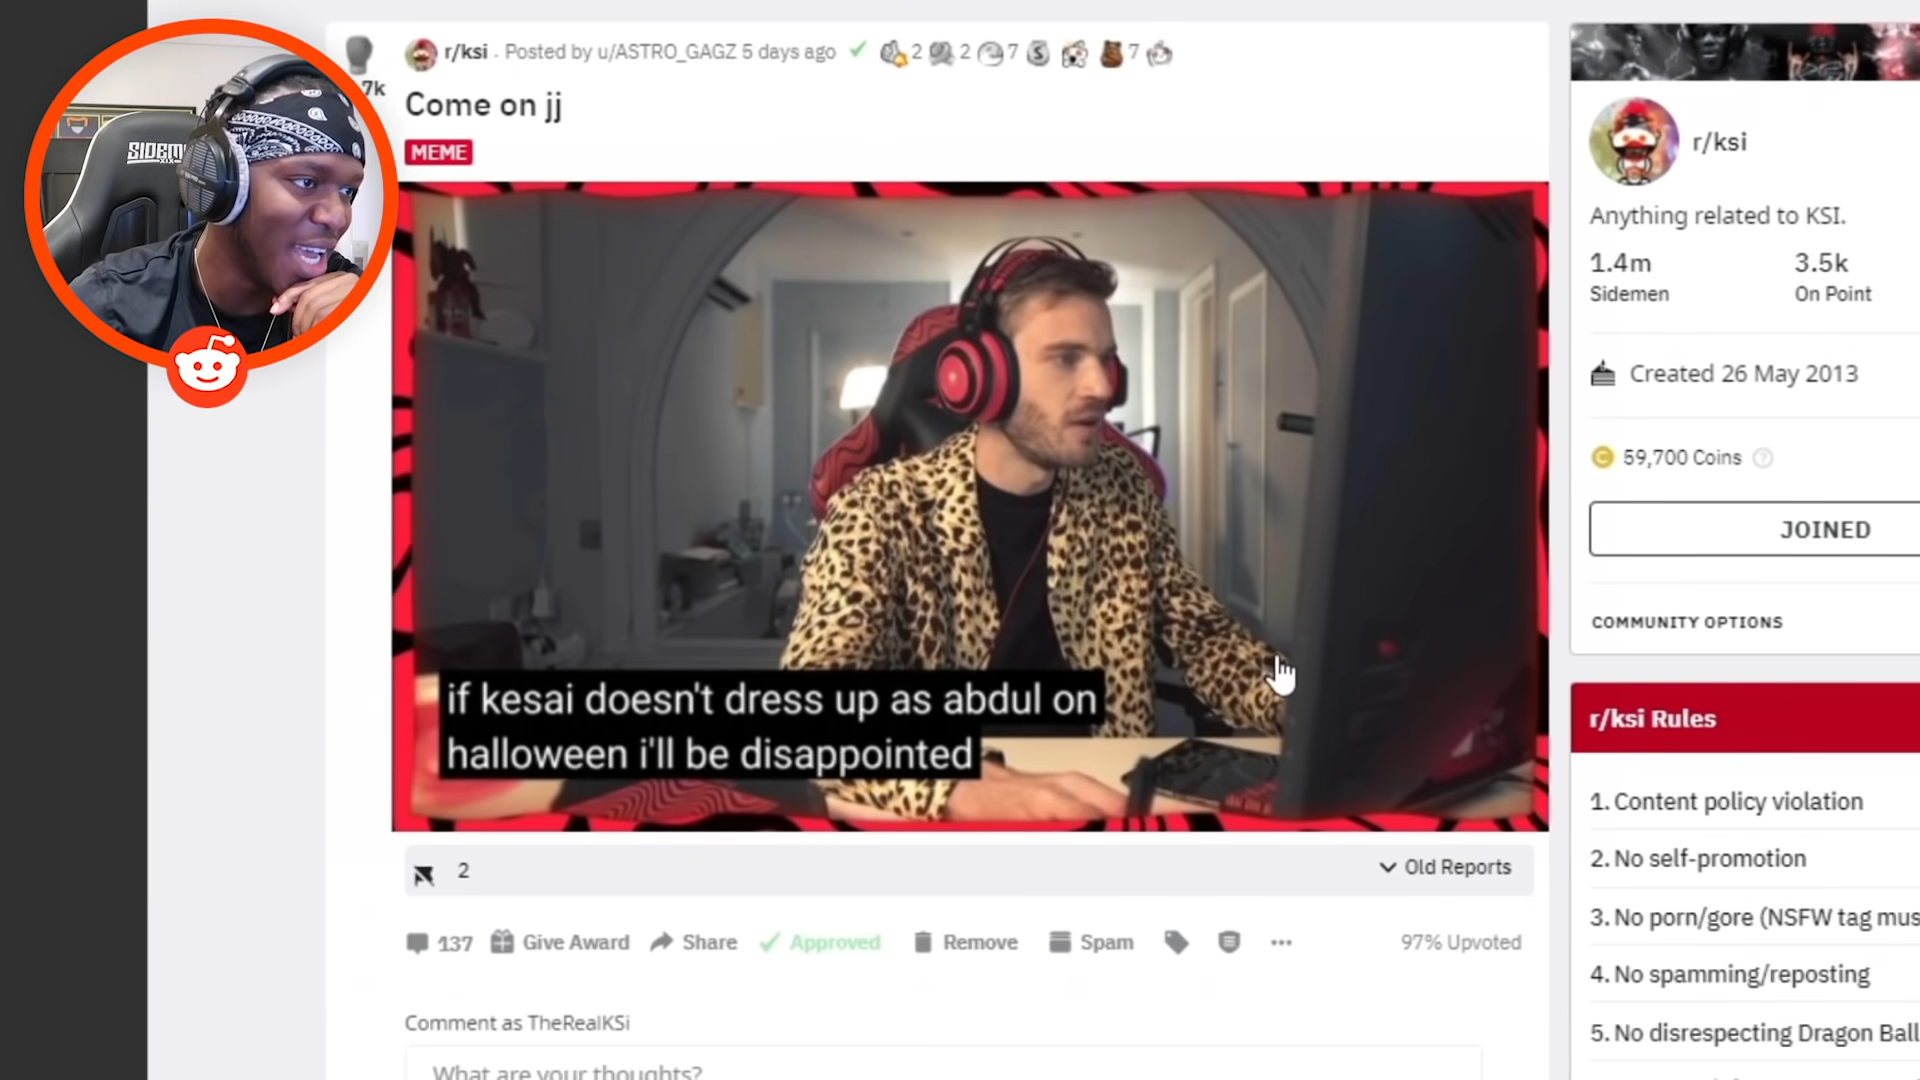 r/ksi . Posted by u/ASTRO_GAGZ 5 days ago 2 2 7 7
7k
Come on jj
MEME
if kesai doesn't dress up as abdul on
halloween i'll be disappointed
2
Old Reports
137 Give Award Share Approved Remove Spam 97% Upvoted
Comment as TheRealKSi
What are your thoughts?
r/ksi
Anything related to KSI.
1.4m 3.5k
Sidemen On Point
Created 26 May 2013
59,700 Coins
JOINED
COMMUNITY OPTIONS
r/ksi Rules
1. Content policy violation
2. No self-promotion
3. No porn/gore (NSFW tag mus
4. No spamming/reposting
5. No disrespecting Dragon Ball